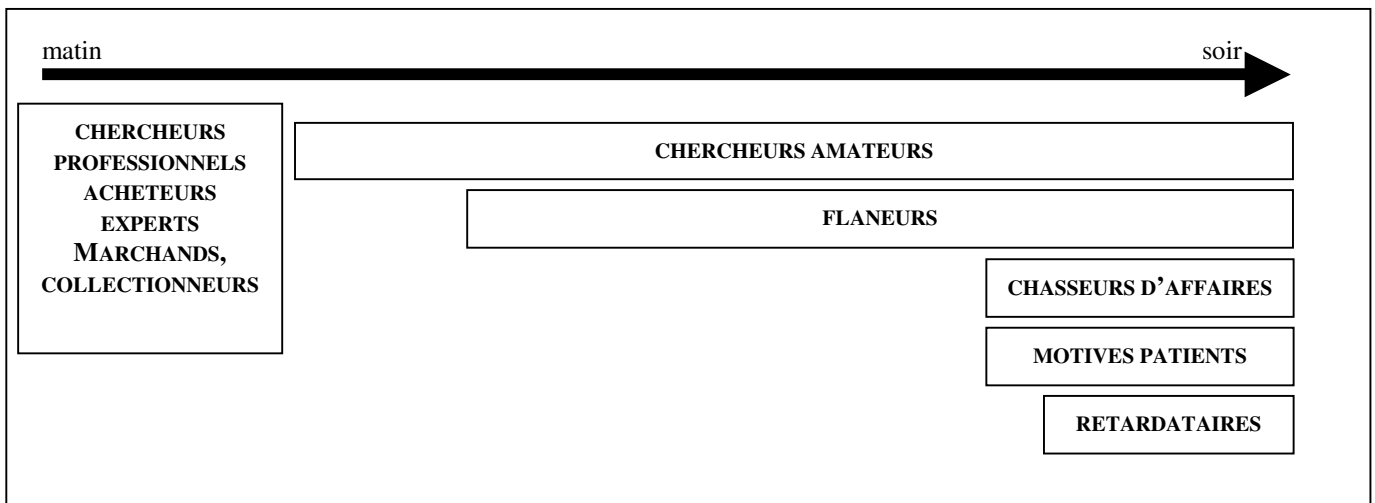 matin
soir
CHERCHEURS
PROFESSIONNELS
ACHETEURS
EXPERTS
MARCHANDS,
COLLECTIONNEURS
CHERCHEURS AMATEURS
FLANEURS
CHASSEURS D’AFFAIRES
MOTIVES PATIENTS
RETARDATAIRES